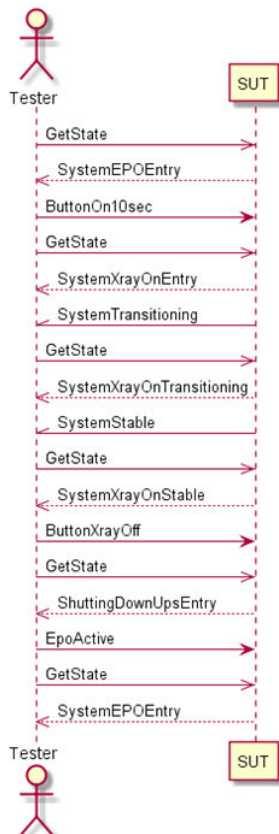 Tester
SUT
GetState
SystemEPOEntry
ButtonOn10sec
GetState
SystemXrayOnEntry
SystemTransitioning
GetState
SystemXrayOnTransitioning
SystemStable
GetState
SystemXrayOnStable
ButtonXrayOff
GetState
ShuttingDownUpsEntry
EpoActive
GetState
SystemEPOEntry
Tester
SUT